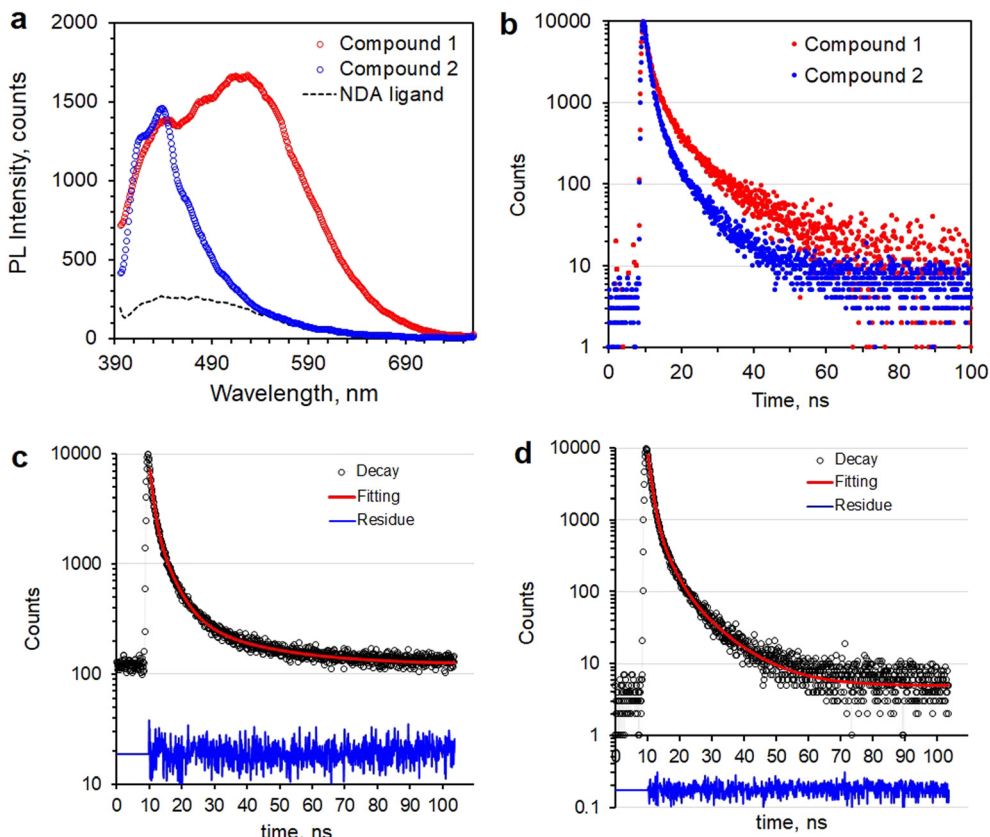 a
2000
1500
1000
500
0
PL Intensity, counts
Compound 1
Compound 2
NDA ligand
390 490 590 690
Wavelength, nm
b
10000
1000
100
10
1
Counts
Compound 1
Compound 2
0 20 40 60 80 100
Time, ns
c
10000
1000
100
10
Counts
Decay
Fitting
Residue
0 10 20 30 40 50 60 70 80 90 100
time, ns
d
10000
1000
100
10
1
0.1
Counts
Decay
Fitting
Residue
0 10 20 30 40 50 60 70 80 90 100
time, ns